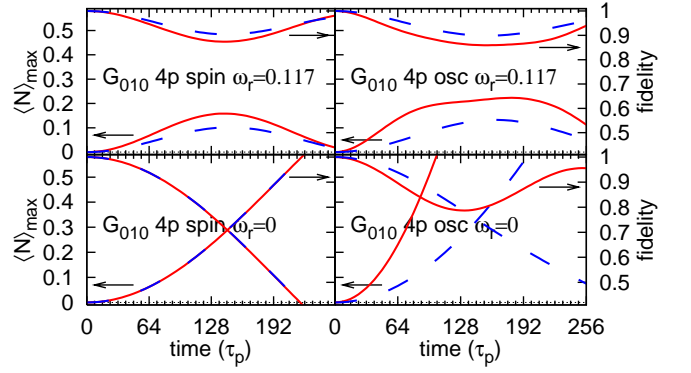 0.5
0.4
0.3
0.2
0.1
0
⟨N⟩max
G010 4p spin ωr=0.117
G010 4p osc ωr=0.117
1
0.9
0.8
0.7
0.6
0.5
fidelity
0.5
0.4
0.3
0.2
0.1
0
⟨N⟩max
G010 4p spin ωr=0
G010 4p osc ωr=0
1
0.9
0.8
0.7
0.6
0.5
fidelity
0 64 128 192 0 64 128 192 256
time (τp) time (τp)